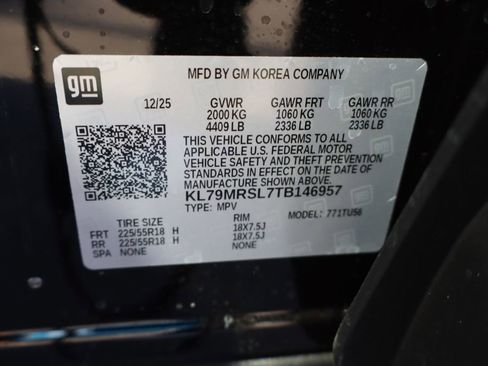 gm
MFD BY GM KOREA COMPANY
12/25 GVWR GAWR FRT GAWR RR
2000 KG 1060 KG 1060 KG
4409 LB 2336 LB 2336 LB
THIS VEHICLE CONFORMS TO ALL
APPLICABLE U.S. FEDERAL MOTOR
VEHICLE SAFETY AND THEFT PREVENTION
STANDARDS IN EFFECT ON THE DATE OF
MANUFACTURE SHOWN ABOVE.
KL79MRSL7TB146957
TYPE: MPV MODEL: 771TU56
TIRE SIZE RIM
FRT 225/55R18 H 18X7.5J
RR 225/55R18 H 18X7.5J
SPA NONE NONE